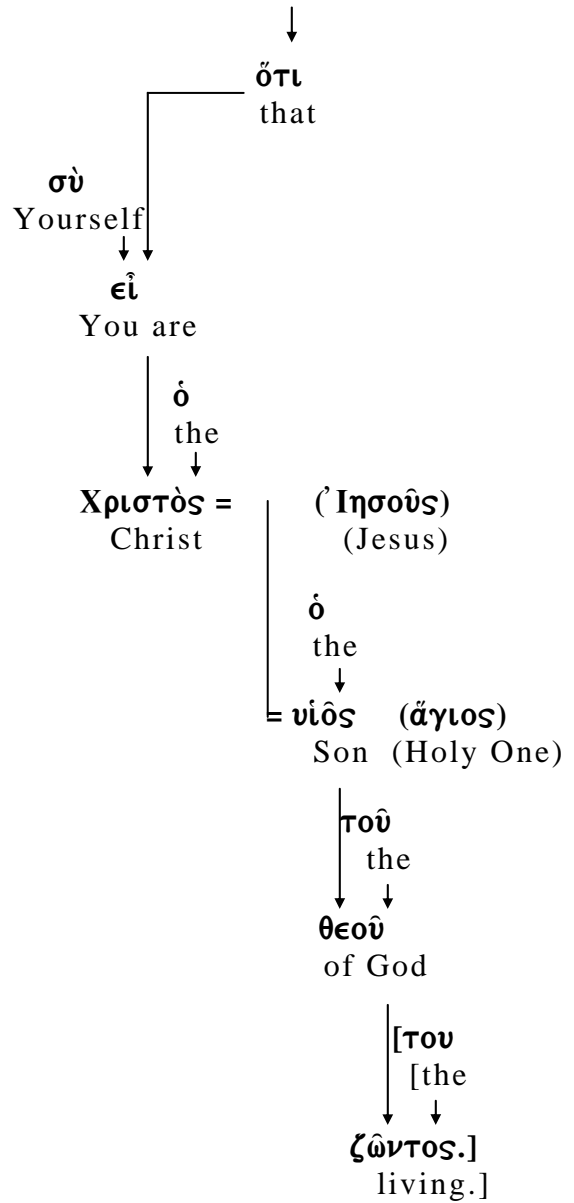 ὅτι
that
σὺ
Yourself
εἶ
You are
ὁ
the
Χριστὸς = (᾿Ιησοῦς)
Christ (Jesus)
ὁ
the
= υἱὸς (ἅγιος)
Son (Holy One)
τοῦ
the
θεοῦ
of God
[του
[the
ζῶντος.]
living.]